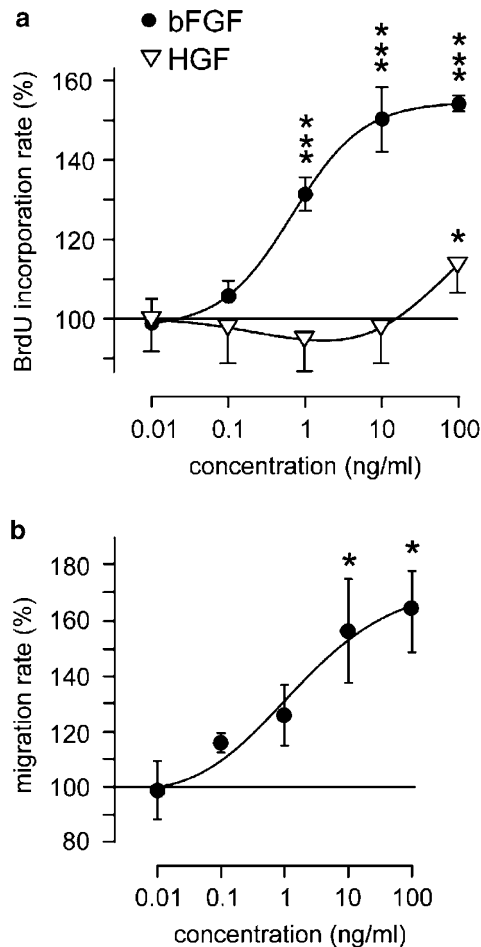 a
bFGF
HGF
BrdU incorporation rate (%)
160
140
120
100
***
***
***
*
0.01 0.1 1 10 100
concentration (ng/ml)
b
migration rate (%)
180
160
140
120
100
80
* *
0.01 0.1 1 10 100
concentration (ng/ml)